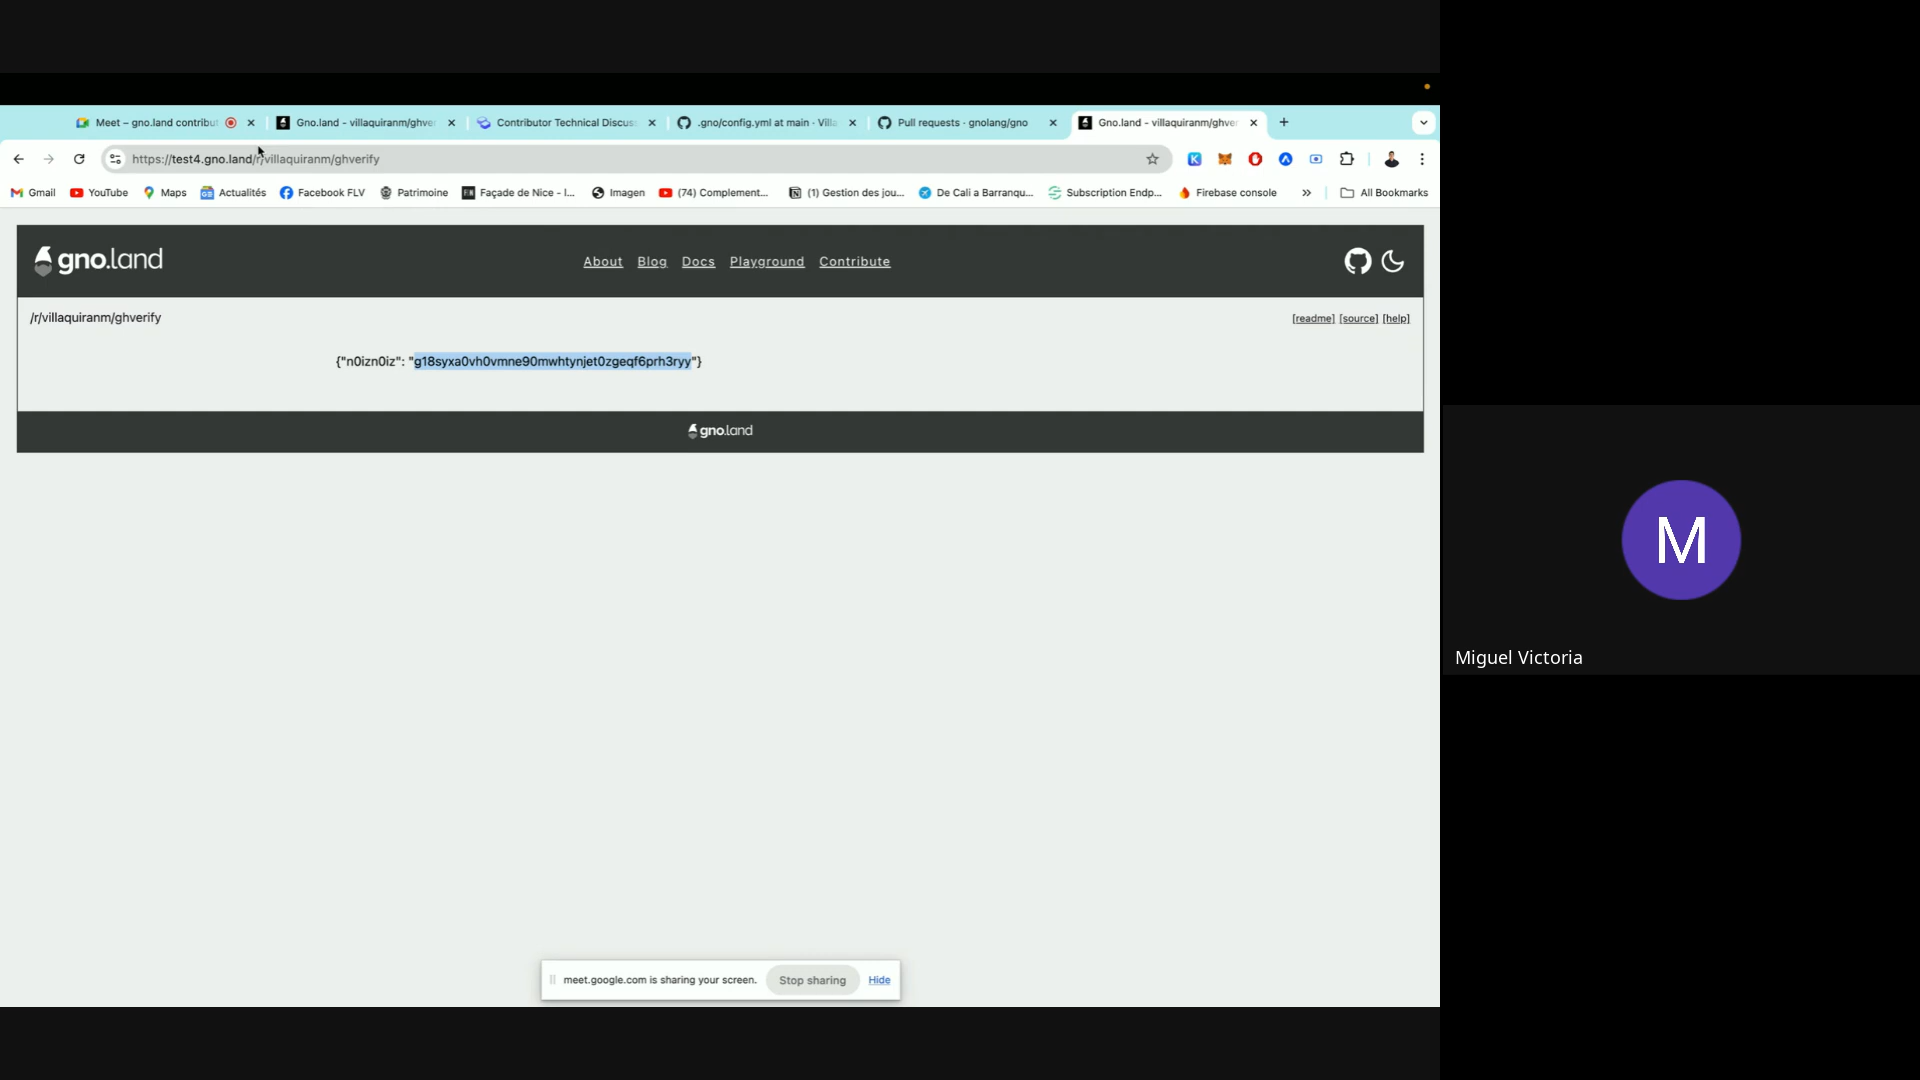 Meet – gno.land contribut
Gno.land - villaquiranm/ghver
Contributor Technical Discus
.gno/config.yml at main · Villa
Pull requests · gnolang/gno
Gno.land - villaquiranm/ghver
https://test4.gno.land/r/villaquiranm/ghverify
Gmail
YouTube
Maps
Actualités
Facebook FLV
Patrimoine
Façade de Nice - l...
Imagen
(74) Complement...
(1) Gestion des jou...
De Cali a Barranqu...
Subscription Endp...
Firebase console
All Bookmarks
gno.land
About Blog Docs Playground Contribute
/r/villaquiranm/ghverify
[readme] [source] [help]
{"n0izn0iz": "g18syxa0vh0vmne90mwhtynjet0zgeqf6prh3ryy"}
gno.land
M
Miguel Victoria
meet.google.com is sharing your screen. Stop sharing Hide